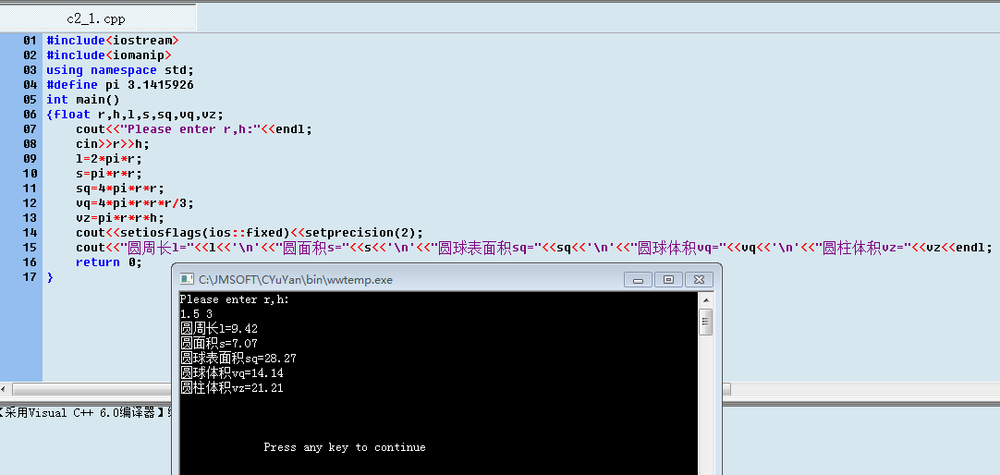 c2_1.cpp
01 #include<iostream>
02 #include<iomanip>
03 using namespace std;
04 #define pi 3.1415926
05 int main()
06 {float r,h,l,s,sq,vq,vz;
07 cout<<"Please enter r,h:"<<endl;
08 cin>>r>>h;
09 l=2*pi*r;
10 s=pi*r*r;
11 sq=4*pi*r*r;
12 vq=4*pi*r*r*r/3;
13 vz=pi*r*r*h;
14 cout<<setiosflags(ios::fixed)<<setprecision(2);
15 cout<<"圆周长l="<<l<<'\n'<<"圆面积s="<<s<<'\n'<<"圆球表面积sq="<<sq<<'\n'<<"圆球体积vq="<<vq<<'\n'<<"圆柱体积vz="<<vz<<endl;
16 return 0;
17 }
C:\JMSOFT\CYuYan\bin\wwtemp.exe
Please enter r,h:
1.5 3
圆周长l=9.42
圆面积s=7.07
圆球表面积sq=28.27
圆球体积vq=14.14
圆柱体积vz=21.21
Press any key to continue
【采用Visual C++ 6.0编译器】